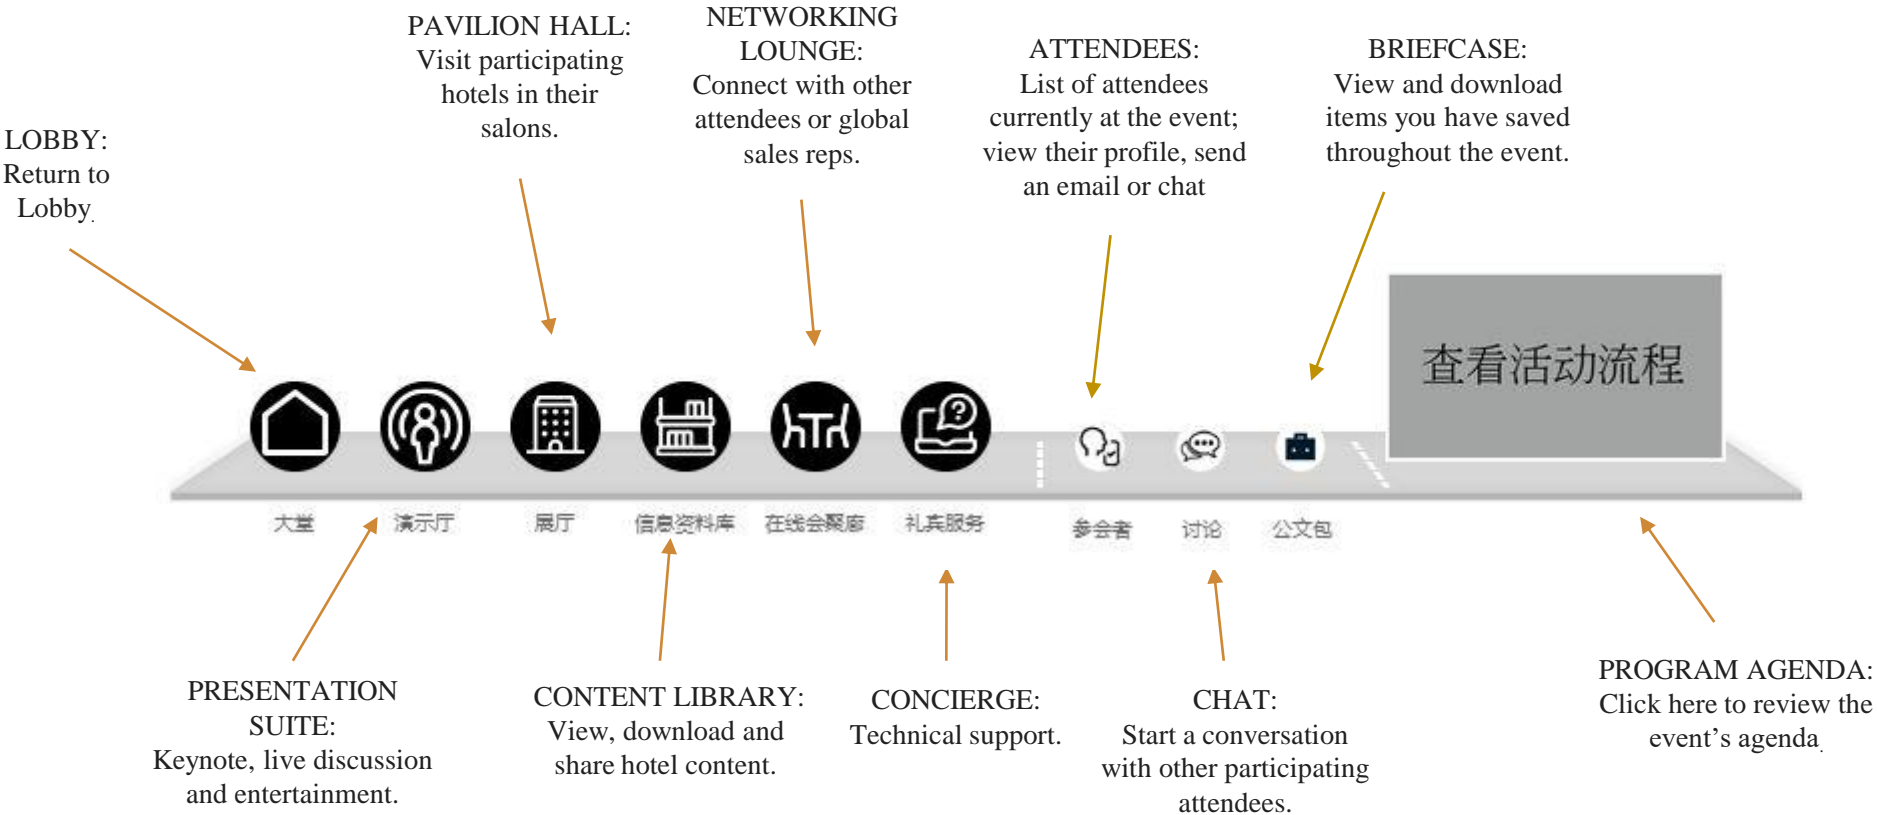 LOBBY:
Return to
Lobby.
PAVILION HALL:
Visit participating
hotels in their
salons.
NETWORKING
LOUNGE:
Connect with other
attendees or global
sales reps.
ATTENDEES:
List of attendees
currently at the event;
view their profile, send
an email or chat
BRIEFCASE:
View and download
items you have saved
throughout the event.
查看活动流程
大堂
演示厅
展厅
信息资料库
在线会聚廊
礼宾服务
参会者
讨论
公文包
PRESENTATION
SUITE:
Keynote, live discussion
and entertainment.
CONTENT LIBRARY:
View, download and
share hotel content.
CONCIERGE:
Technical support.
CHAT:
Start a conversation
with other participating
attendees.
PROGRAM AGENDA:
Click here to review the
event’s agenda.